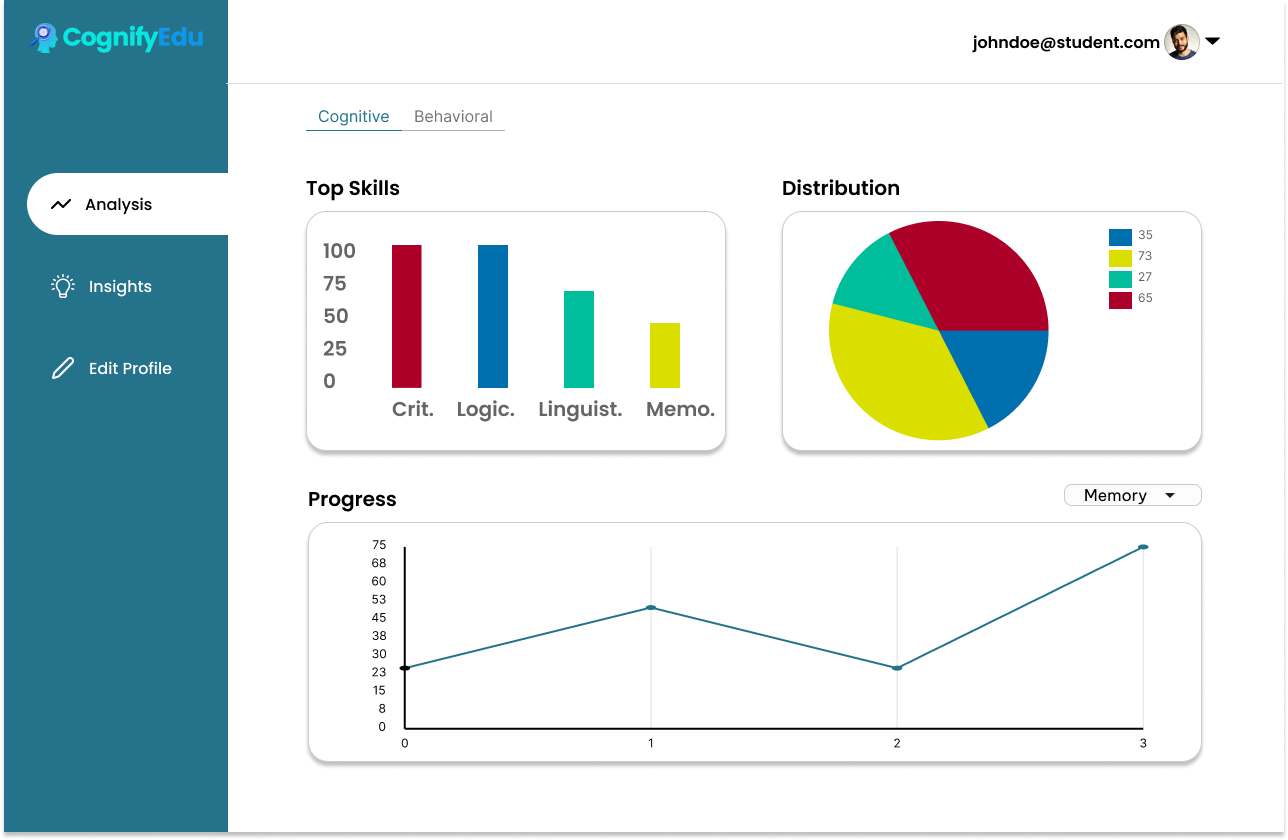 CognifyEdu
johndoe@student.com
Cognitive Behavioral
Analysis
Insights
Edit Profile
Top Skills
100
75
50
25
0
Crit. Logic. Linguist. Memo.
Distribution
35
73
27
65
Progress
Memory
75
68
60
53
45
38
30
23
15
8
0
0 1 2 3